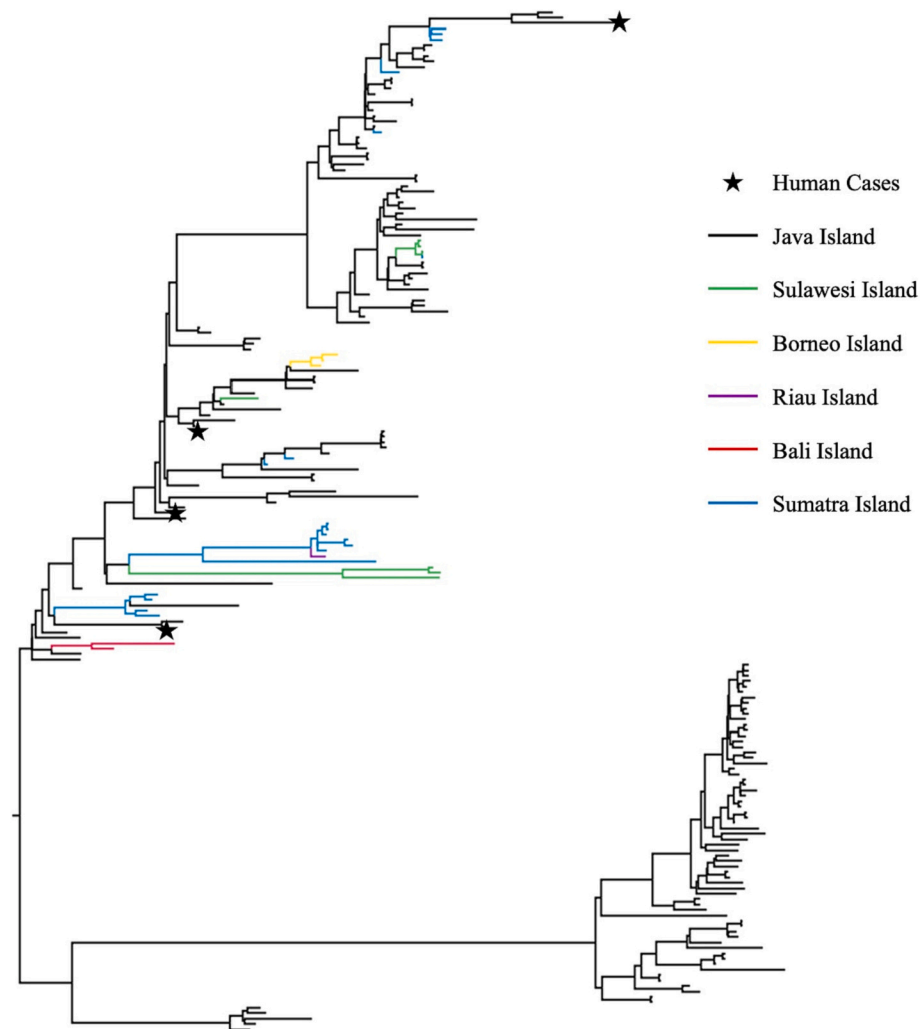 Human Cases
Java Island
Sulawesi Island
Borneo Island
Riau Island
Bali Island
Sumatra Island